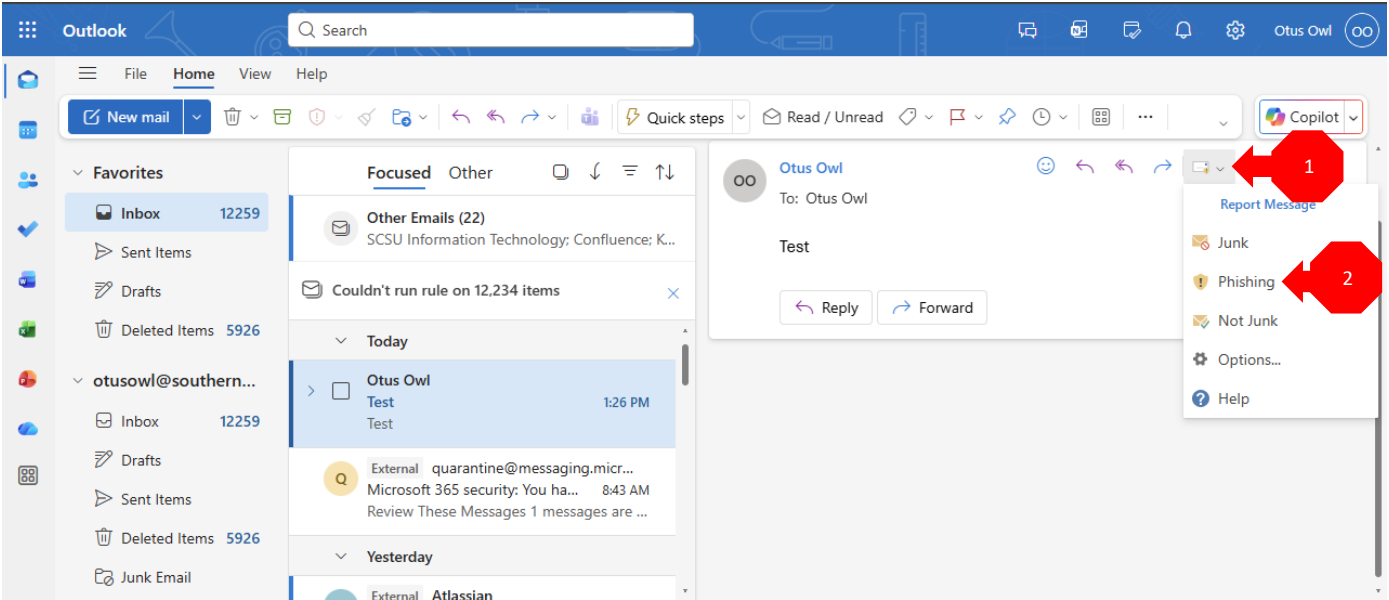 Outlook
Search
Otus Owl
OO
File Home View Help
New mail
Quick steps
Read / Unread
Copilot
Favorites
Inbox 12259
Sent Items
Drafts
Deleted Items 5926
otusowl@southern...
Inbox 12259
Drafts
Sent Items
Deleted Items 5926
Junk Email
Focused Other
Other Emails (22)
SCSU Information Technology; Confluence; K...
Couldn't run rule on 12,234 items
Today
Otus Owl
Test 1:26 PM
Test
Q
External quarantine@messaging.micr...
Microsoft 365 security: You ha... 8:43 AM
Review These Messages 1 messages are ...
Yesterday
External Atlassian
OO
Otus Owl
To: Otus Owl
Test
Reply
Forward
1
Report Message
Junk
Phishing
2
Not Junk
Options...
Help